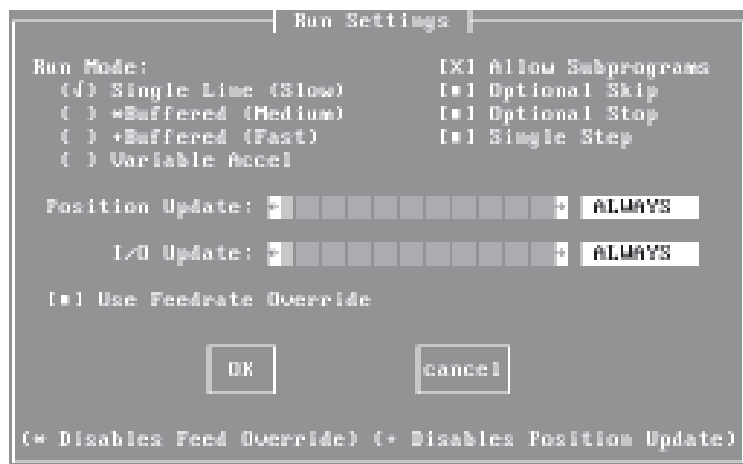 Run Settings
Run Mode:
(√) Single Line (Slow)
( ) *Buffered (Medium)
( ) +Buffered (Fast)
( ) Variable Accel
[X] Allow Subprograms
[■] Optional Skip
[■] Optional Stop
[■] Single Step
Position Update: ALWAYS
I/O Update: ALWAYS
[■] Use Feedrate Override
OK
cancel
(* Disables Feed Override) (+ Disables Position Update)